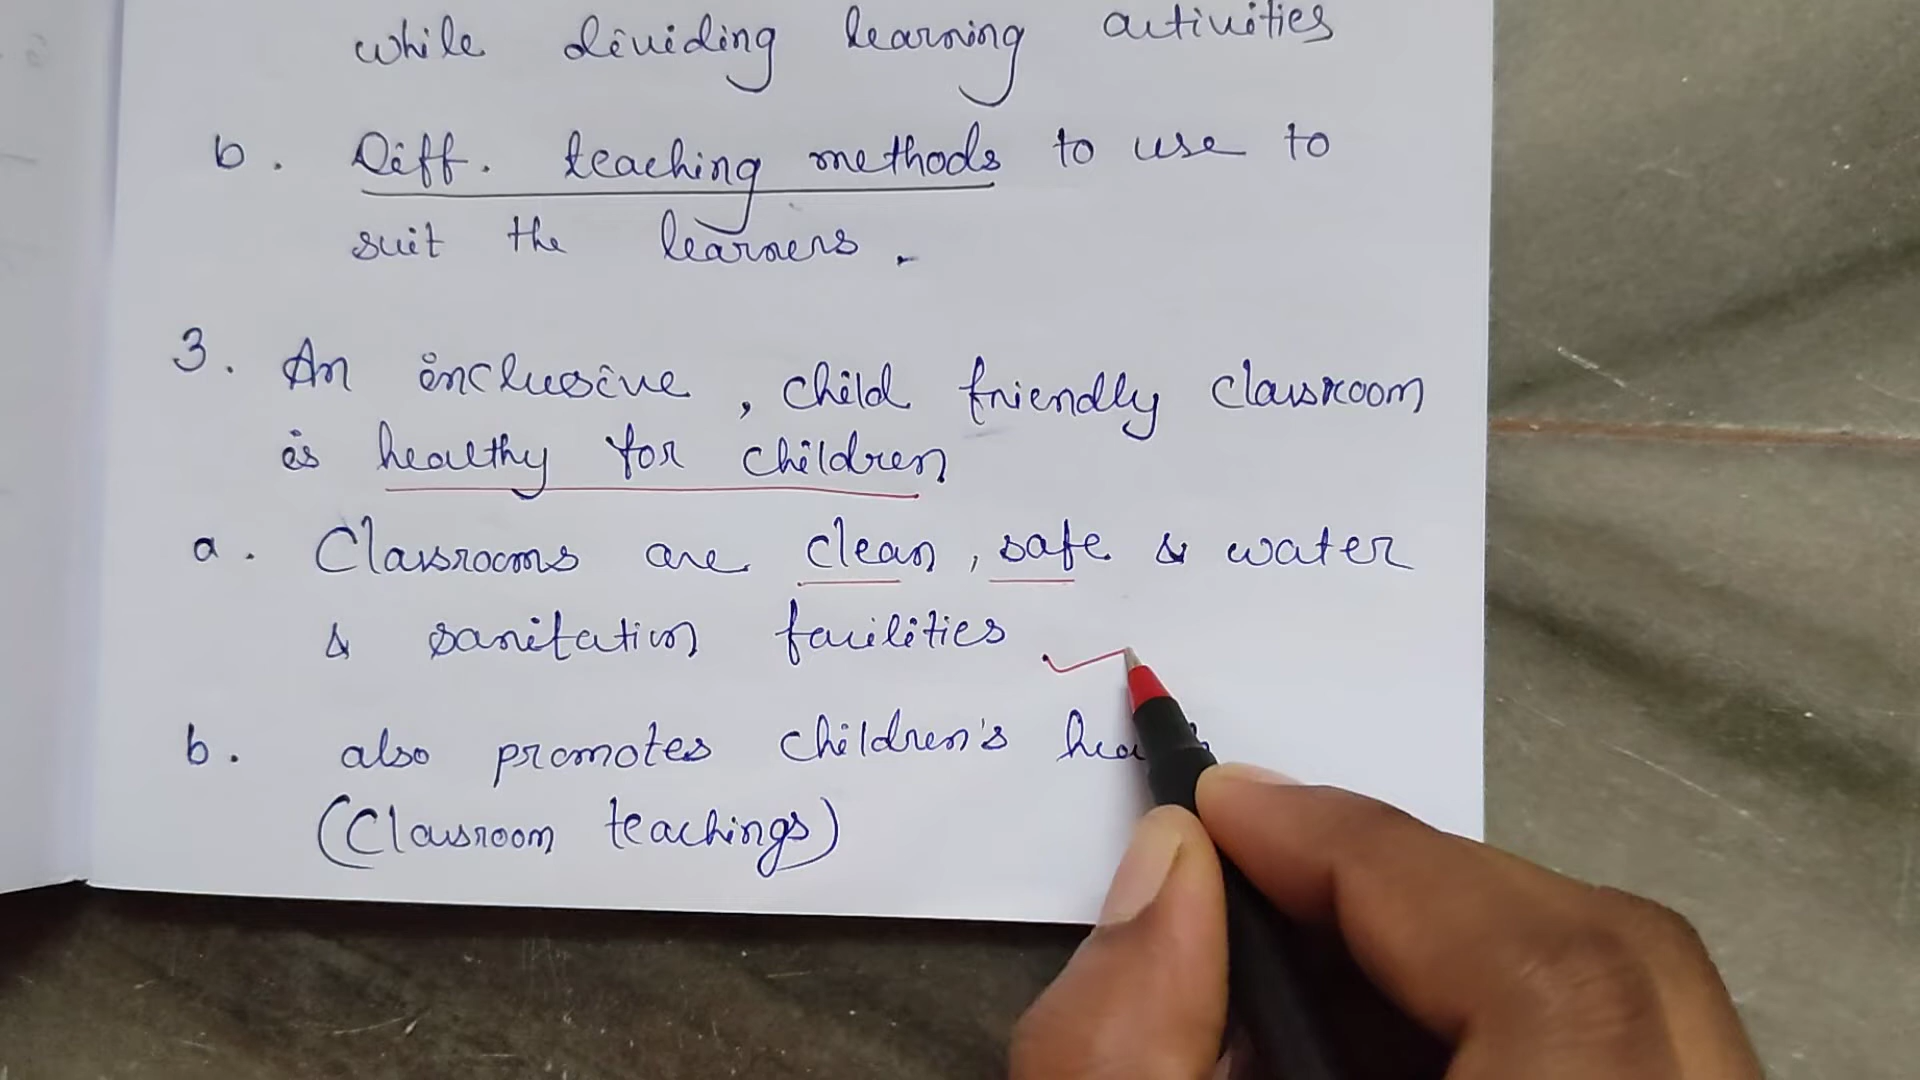 while dividing learning activities
b. Diff. teaching methods to use to
suit the learners.
3. An inclusive, child friendly classroom
is healthy for children
a. Classrooms are clean, safe & water
& sanitation facilities
b. also promotes children's
(Classroom teachings)